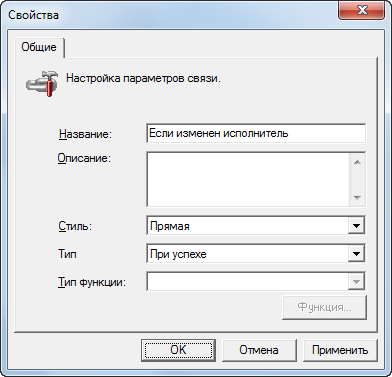 Свойства
Общие
Настройка параметров связи.
Название: Если изменен исполнитель
Описание:
Стиль: Прямая
Тип При успехе
Тип функции:
Функция...
OK Отмена Применить